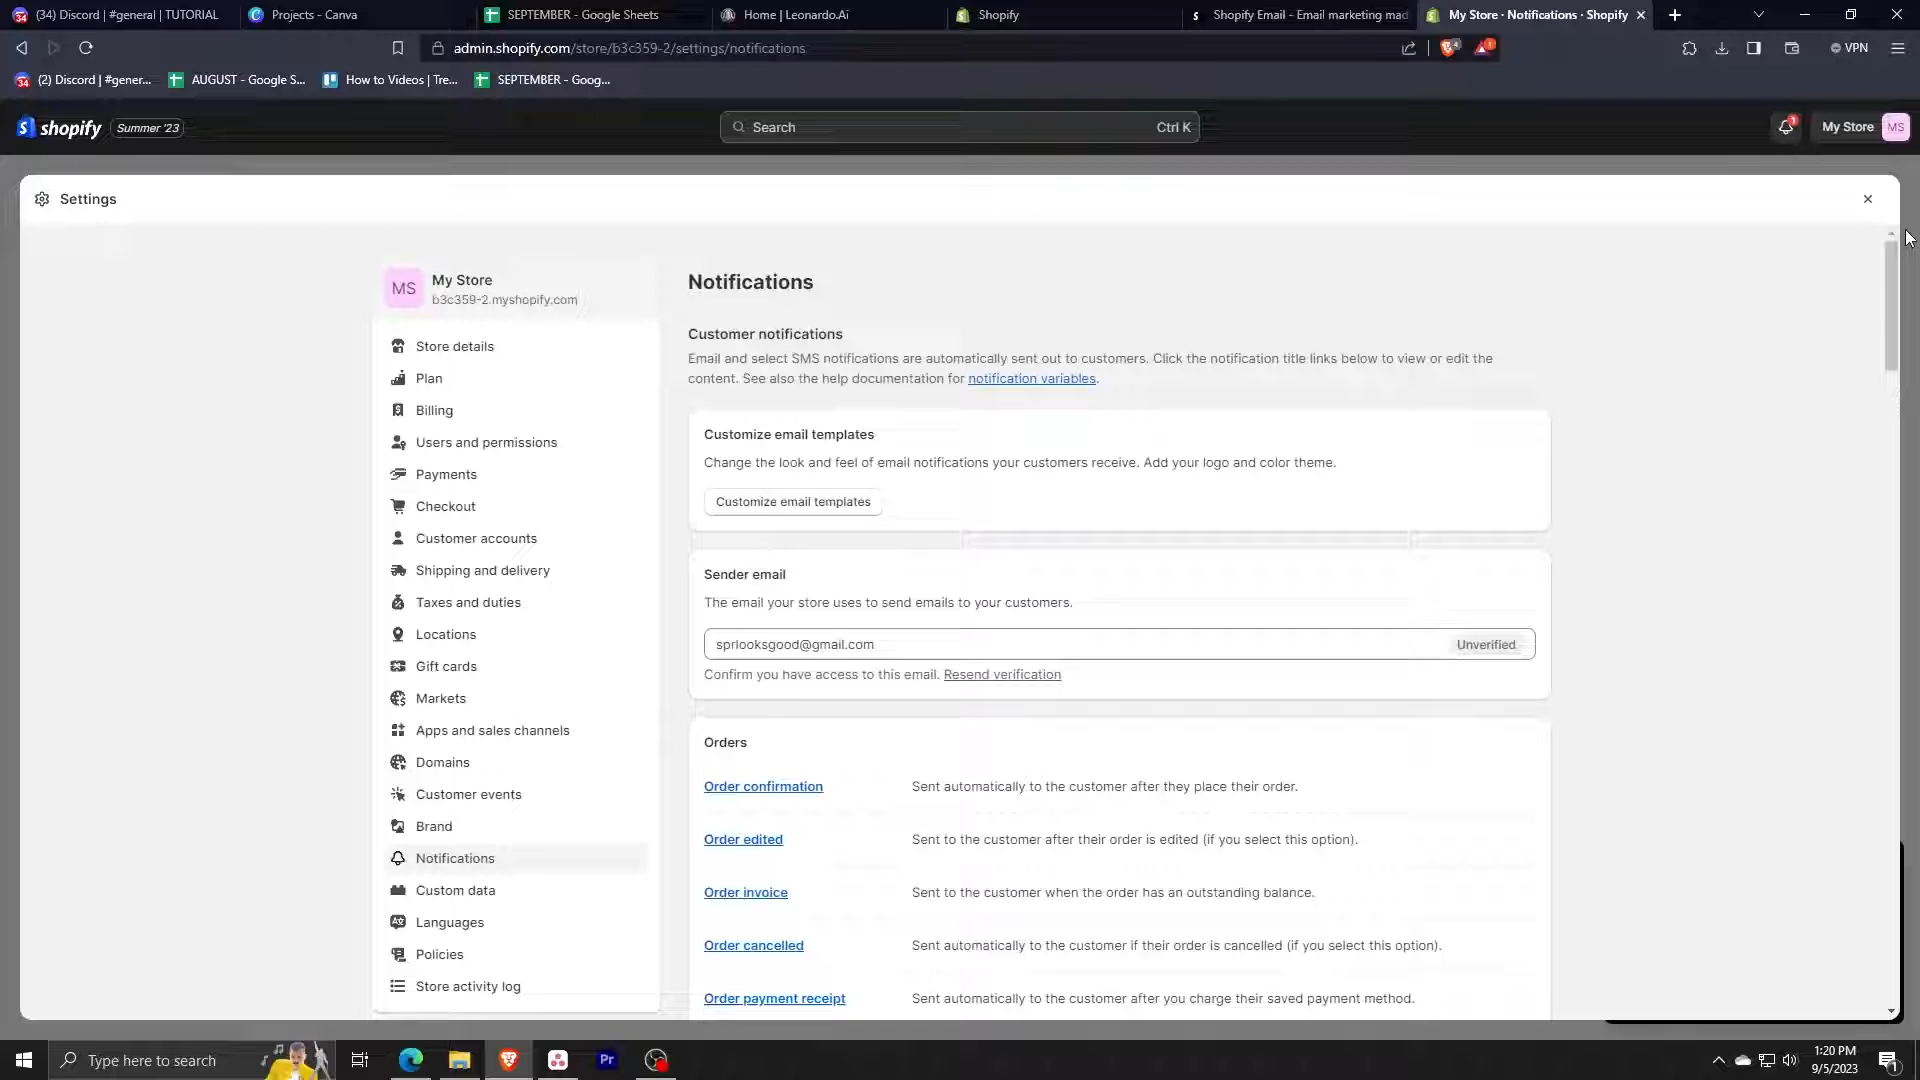 (34) Discord | #general | TUTORIAL
Projects - Canva
SEPTEMBER - Google Sheets
Home | Leonardo.Ai
Shopify
Shopify Email - Email marketing mad
My Store · Notifications · Shopify
admin.shopify.com/store/b3c359-2/settings/notifications
VPN
(2) Discord | #gener...
AUGUST - Google S...
How to Videos | Tre...
SEPTEMBER - Goog...
shopify
Summer '23
Search
Ctrl K
1
My Store
MS
Settings
MS
My Store
b3c359-2.myshopify.com
Store details
Plan
Billing
Users and permissions
Payments
Checkout
Customer accounts
Shipping and delivery
Taxes and duties
Locations
Gift cards
Markets
Apps and sales channels
Domains
Customer events
Brand
Notifications
Custom data
Languages
Policies
Store activity log
Notifications
Customer notifications
Email and select SMS notifications are automatically sent out to customers. Click the notification title links below to view or edit the
content. See also the help documentation for notification variables.
Customize email templates
Change the look and feel of email notifications your customers receive. Add your logo and color theme.
Customize email templates
Sender email
The email your store uses to send emails to your customers.
sprlooksgood@gmail.com
Unverified
Confirm you have access to this email. Resend verification
Orders
Order confirmation
Sent automatically to the customer after they place their order.
Order edited
Sent to the customer after their order is edited (if you select this option).
Order invoice
Sent to the customer when the order has an outstanding balance.
Order cancelled
Sent automatically to the customer if their order is cancelled (if you select this option).
Order payment receipt
Sent automatically to the customer after you charge their saved payment method.
Type here to search
Pr
1:20 PM
9/5/2023
1